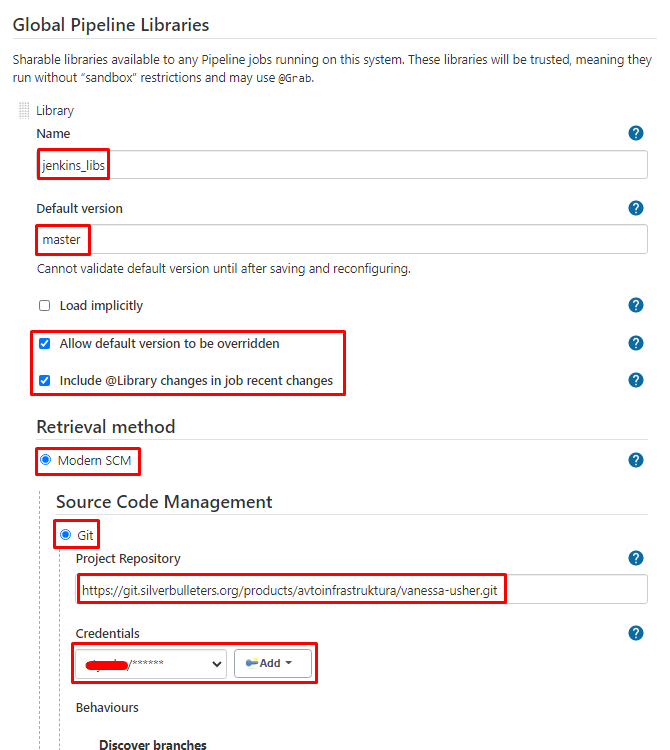 Global Pipeline Libraries
Sharable libraries available to any Pipeline jobs running on this system. These libraries will be trusted, meaning they
run without “sandbox” restrictions and may use @Grab.
Library
Name
jenkins_libs
Default version
master
Cannot validate default version until after saving and reconfiguring.
Load implicitly
Allow default version to be overridden
Include @Library changes in job recent changes
Retrieval method
Modern SCM
Source Code Management
Git
Project Repository
https://git.silverbulleters.org/products/avtoinfrastruktura/vanessa-usher.git
Credentials
/****** Add
Behaviours
Discover branches